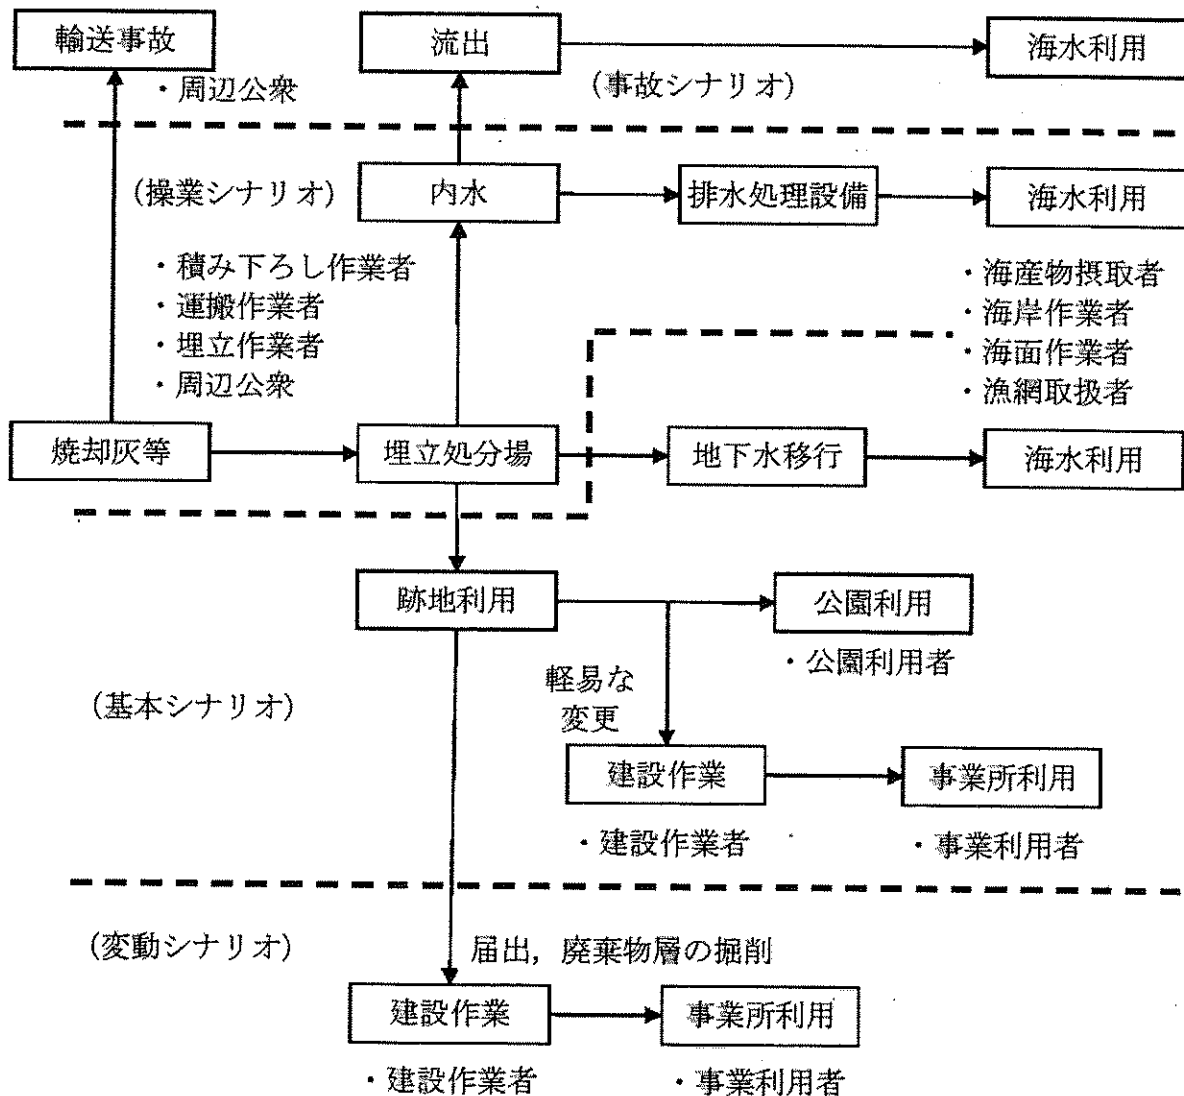 輸送事故
流出
海水利用
・周辺公衆
(事故シナリオ)
(操業シナリオ)
内水
排水処理設備
海水利用
・積み下ろし作業者
・運搬作業者
・埋立作業者
・周辺公衆
・海産物摂取者
・海岸作業者
・海面作業者
・漁網取扱者
焼却灰等
埋立処分場
地下水移行
海水利用
跡地利用
公園利用
・公園利用者
(基本シナリオ)
軽易な
変更
建設作業
事業所利用
・建設作業者
・事業利用者
(変動シナリオ)
届出，廃棄物層の掘削
建設作業
事業所利用
・建設作業者
・事業利用者